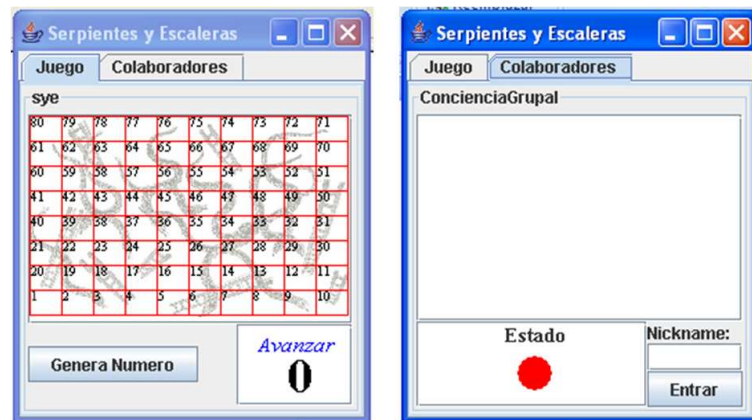 Serpientes y Escaleras
Juego Colaboradores
sye
80 79 78 77 76 75 74 73 72 71
61 62 63 64 65 66 67 68 69 70
60 59 58 57 56 55 54 53 52 51
41 42 43 44 45 46 47 48 49 50
40 39 38 37 36 35 34 33 32 31
21 22 23 24 25 26 27 28 29 30
20 19 18 17 16 15 14 13 12 11
1 2 3 4 5 6 7 8 9 10
Genera Numero
Avanzar
0
Serpientes y Escaleras
Juego Colaboradores
ConcienciaGrupal
Estado
Nickname:
Entrar